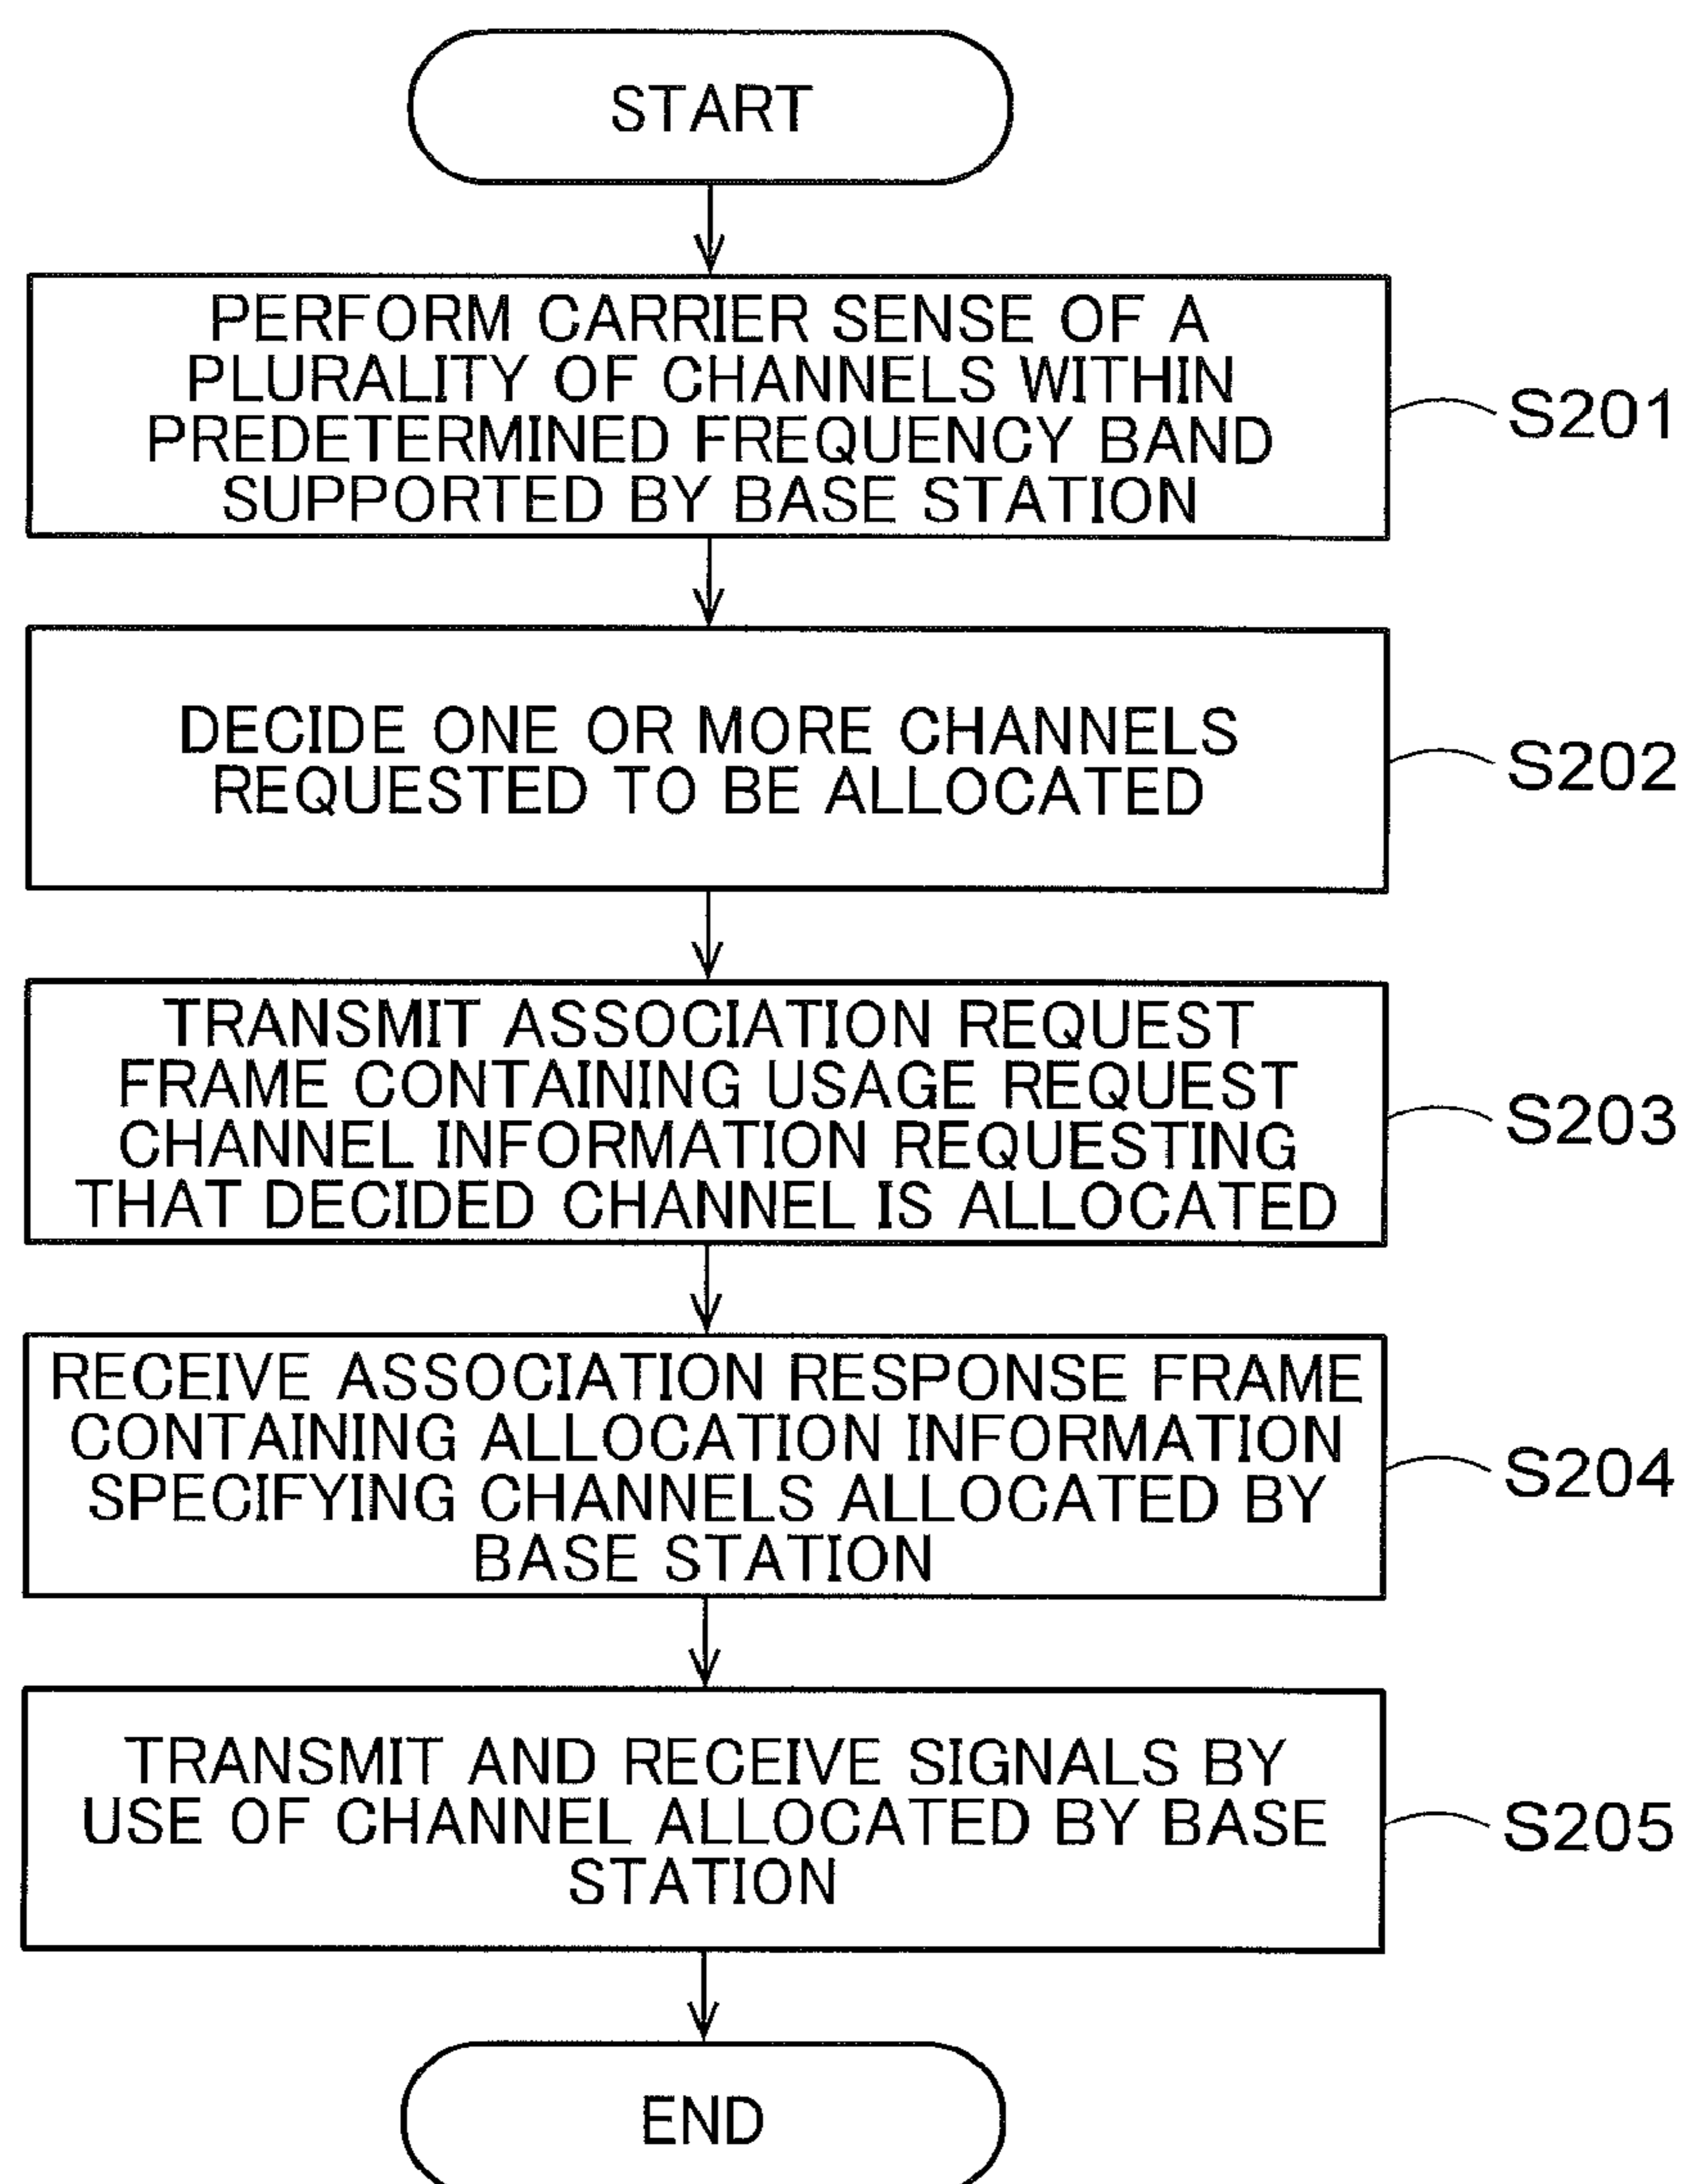 START
PERFORM CARRIER SENSE OF A
PLURALITY OF CHANNELS WITHIN
PREDETERMINED FREQUENCY BAND
SUPPORTED BY BASE STATION
S201
DECIDE ONE OR MORE CHANNELS
REQUESTED TO BE ALLOCATED
S202
TRANSMIT ASSOCIATION REQUEST
FRAME CONTAINING USAGE REQUEST
CHANNEL INFORMATION REQUESTING
THAT DECIDED CHANNEL IS ALLOCATED
S203
RECEIVE ASSOCIATION RESPONSE FRAME
CONTAINING ALLOCATION INFORMATION
SPECIFYING CHANNELS ALLOCATED BY
BASE STATION
S204
TRANSMIT AND RECEIVE SIGNALS BY
USE OF CHANNEL ALLOCATED BY BASE
STATION
S205
END